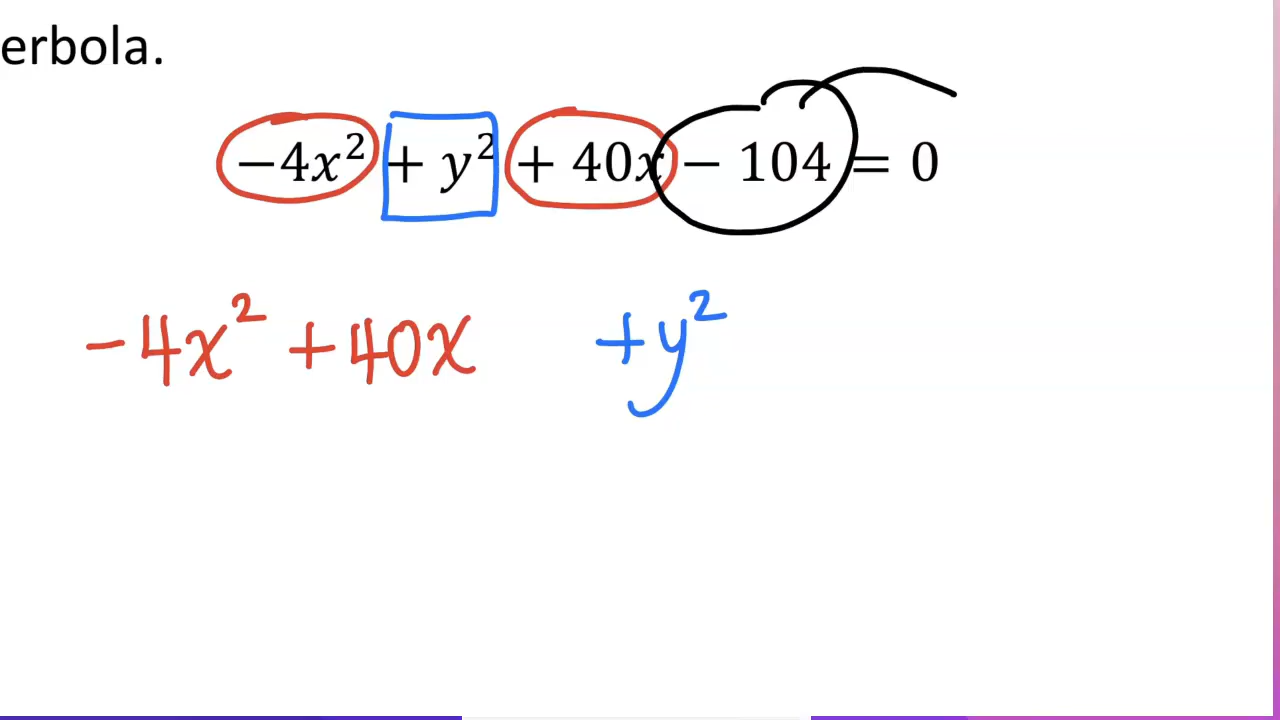 erbola.
−4x² + y² + 40x − 104 = 0
-4x² +40x +y²